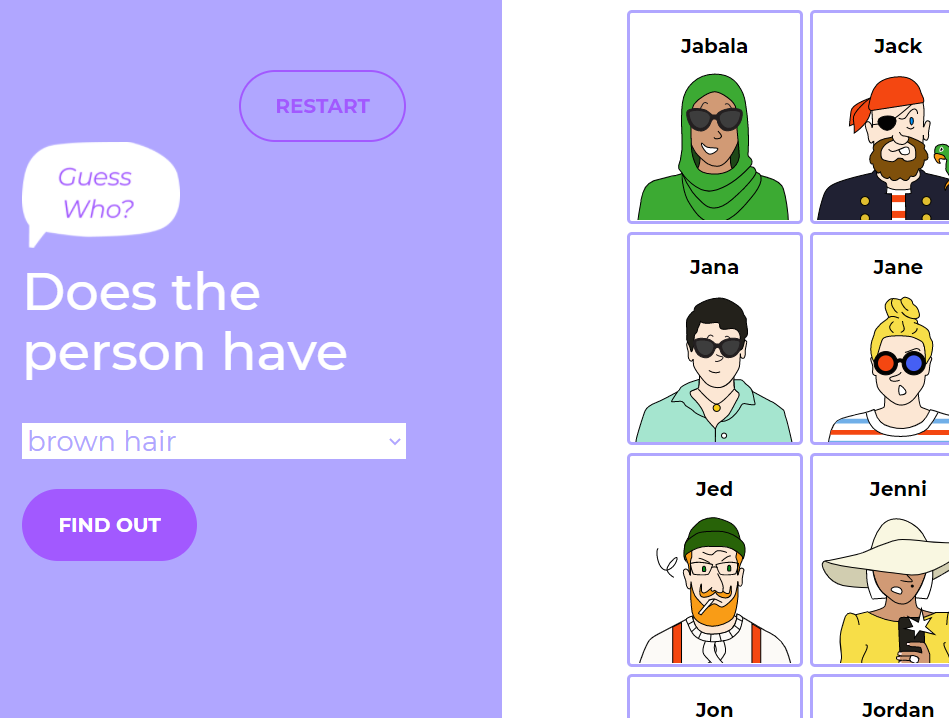 RESTART
Guess
Who?
Does the
person have
brown hair
FIND OUT
Jabala
Jack
Jana
Jane
Jed
Jenni
Jon
Jordan